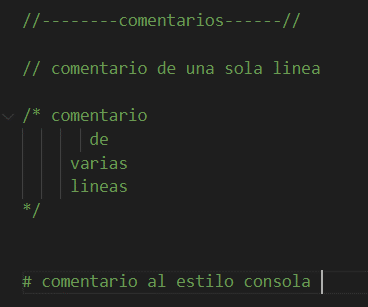 //--------comentarios------//
// comentario de una sola linea
/* comentario
de
varias
lineas
*/
# comentario al estilo consola